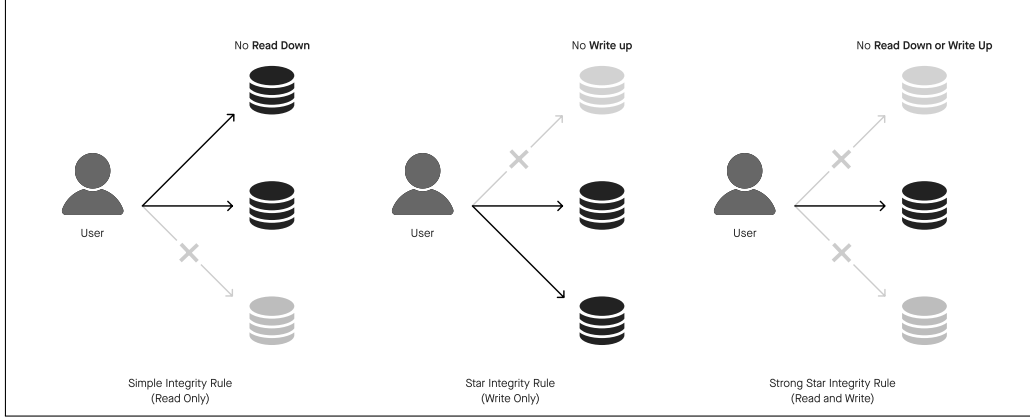 No Read Down
No Write up
No Read Down or Write Up
User
User
User
Simple Integrity Rule
(Read Only)
Star Integrity Rule
(Write Only)
Strong Star Integrity Rule
(Read and Write)